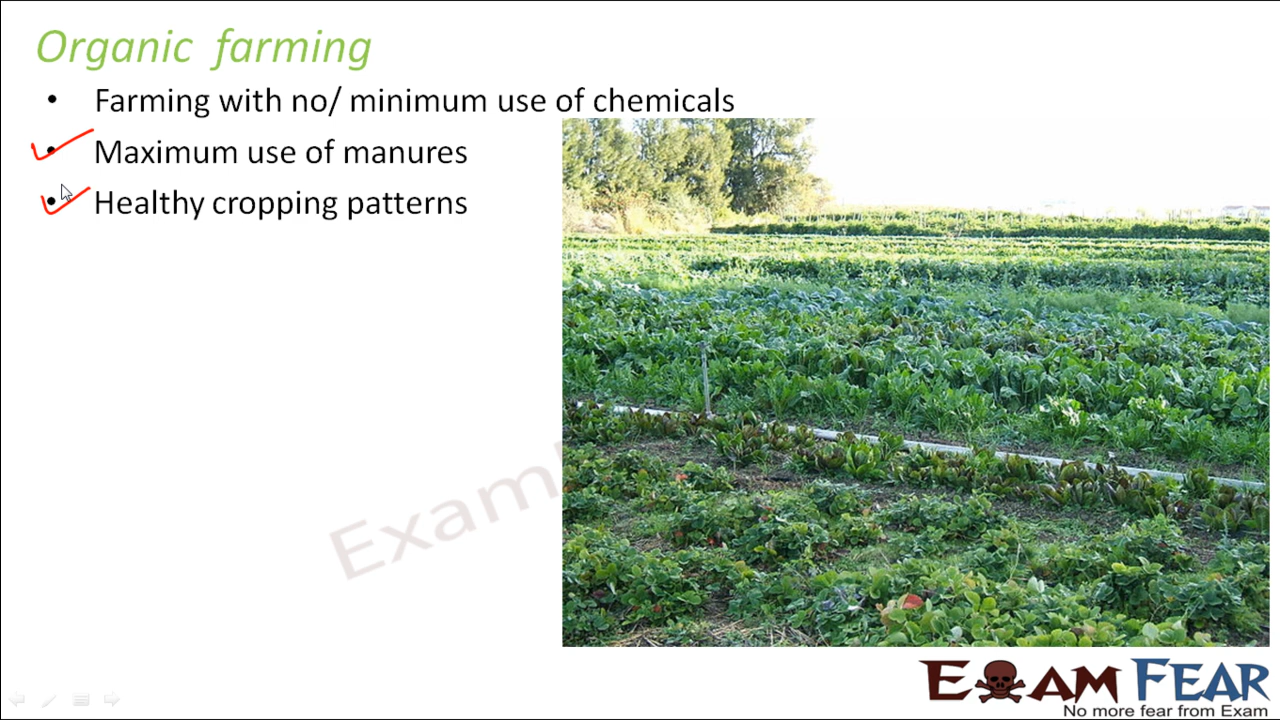 Organic farming
• Farming with no/ minimum use of chemicals
• Maximum use of manures
• Healthy cropping patterns
Exam
EXAM FEAR
No more fear from Exam